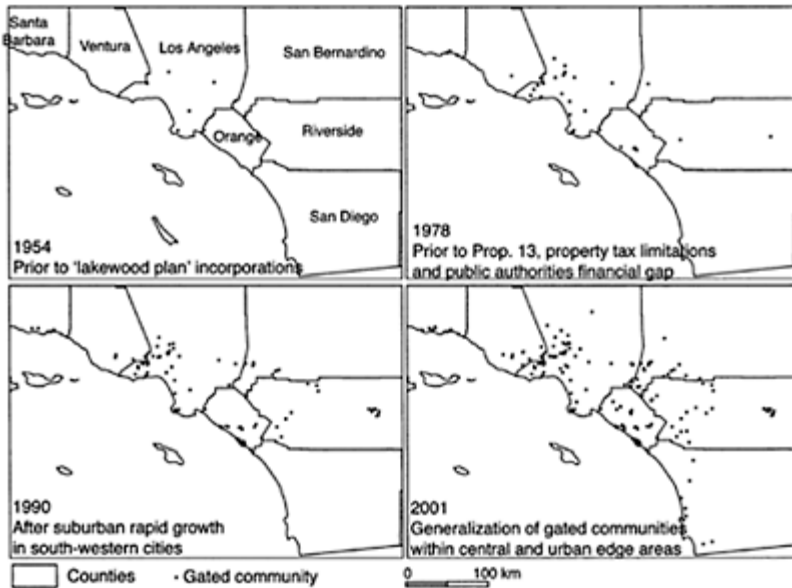 Santa
Barbara
Ventura
Los Angeles
San Bernardino
Orange
Riverside
San Diego
1954
Prior to 'lakewood plan' incorporations
1978
Prior to Prop. 13, property tax limitations
and public authorities financial gap
1990
After suburban rapid growth
in south-western cities
2001
Generalization of gated communities
within central and urban edge areas
Counties
Gated community
0
100 km